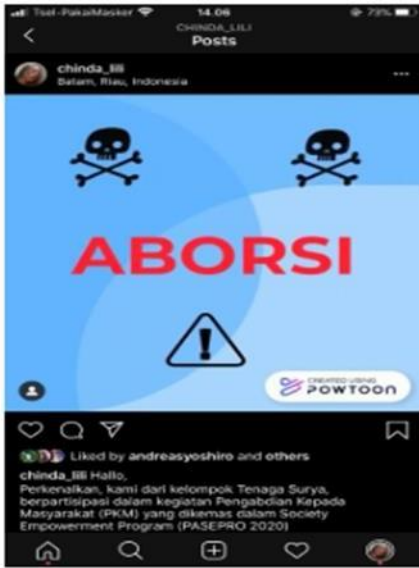 Tsel-PakaiMasker 14.06 79%
CHINDA_LILI
Posts
chinda_lili
Batam, Riau, Indonesia
ABORSI
CREATED USING
POWTOON
Liked by andreasyoshiro and others
chinda_lili Hallo,
Perkenalkan, kami dari kelompok Tenaga Surya,
berpartisipasi dalam kegiatan Pengabdian Kepada
Masyarakat (PKM) yang dikemas dalam Society
Empowerment Program (PASEPRO 2020)